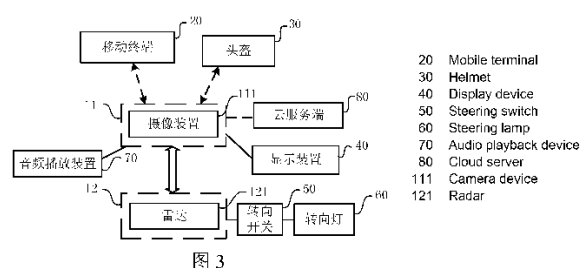 20
30
移动终端
头盔
111
11
80
摄像装置
云服务端
音频播放装置
70
显示装置
40
12
121
50
60
雷达
转向
开关
转向灯
图 3
20 Mobile terminal
30 Helmet
40 Display device
50 Steering switch
60 Steering lamp
70 Audio playback device
80 Cloud server
111 Camera device
121 Radar